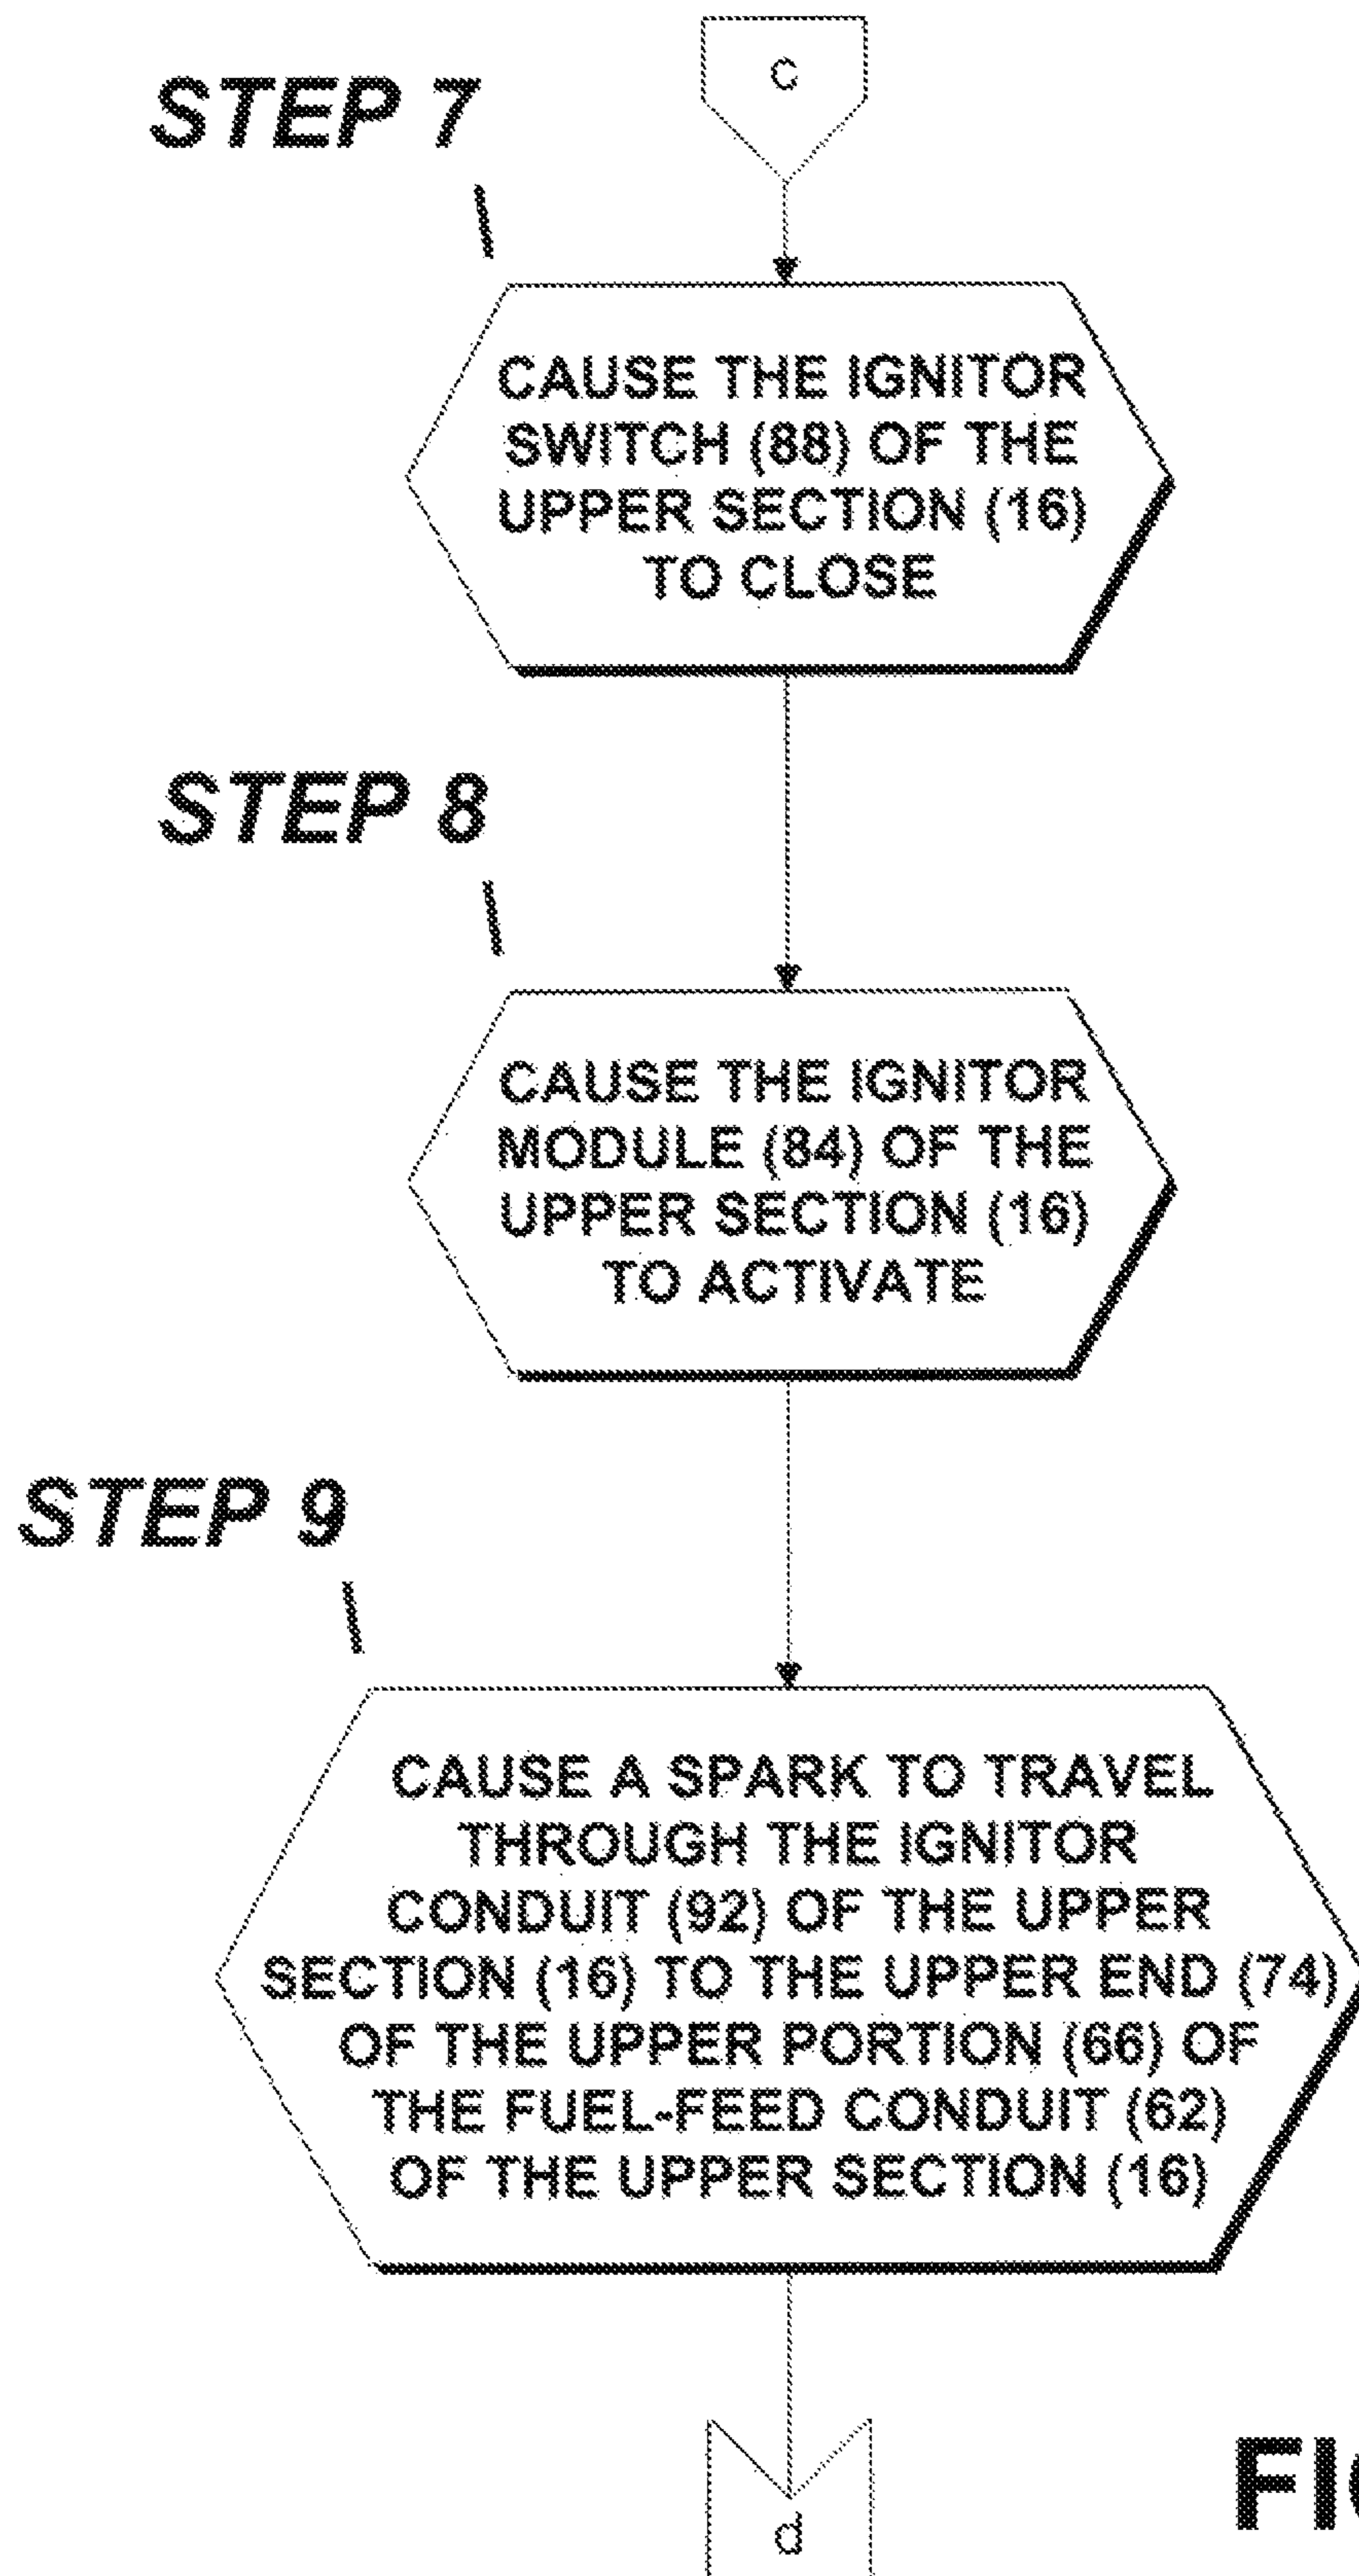 c
STEP 7
CAUSE THE IGNITOR
SWITCH (88) OF THE
UPPER SECTION (16)
TO CLOSE
STEP 8
CAUSE THE IGNITOR
MODULE (84) OF THE
UPPER SECTION (16)
TO ACTIVATE
STEP 9
CAUSE A SPARK TO TRAVEL
THROUGH THE IGNITOR
CONDUIT (92) OF THE UPPER
SECTION (16) TO THE UPPER END (74)
OF THE UPPER PORTION (66) OF
THE FUEL-FEED CONDUIT (62)
OF THE UPPER SECTION (16)
d